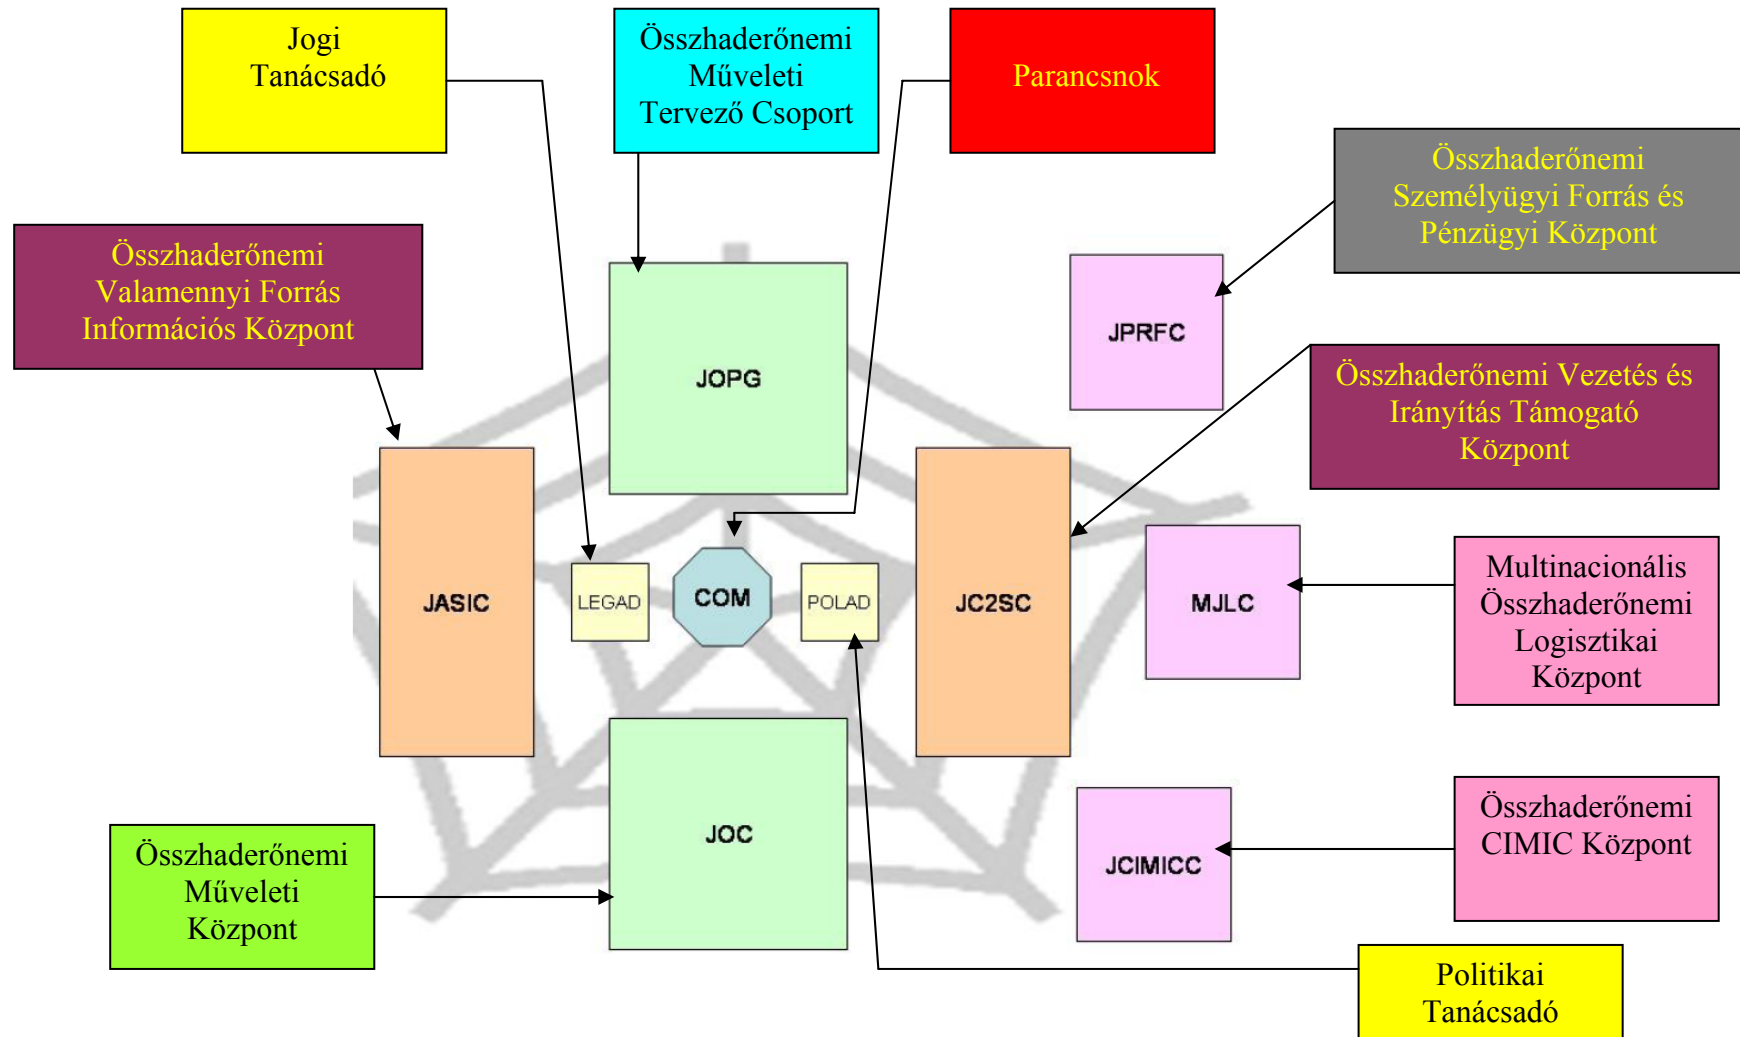 Jogi
Tanácsadó
Összhaderőnemi
Műveleti
Tervező Csoport
Parancsnok
Összhaderőnemi
Személyügyi Forrás és
Pénzügyi Központ
Összhaderőnemi
Valamennyi Forrás
Információs Központ
JPRFC
JOPG
Összhaderőnemi Vezetés és
Irányítás Támogató
Központ
JASIC
LEGAD
COM
POLAD
JC2SC
MJLC
Multinacionális
Összhaderőnemi
Logisztikai
Központ
JOC
JCIMICC
Összhaderőnemi
CIMIC Központ
Összhaderőnemi
Műveleti
Központ
Politikai
Tanácsadó